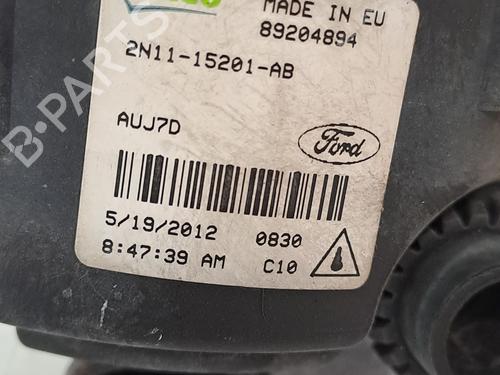 MADE IN EU
89204894
2N11-15201-AB
AUJ7D
Ford
5/19/2012 0830
8:47:39 AM C10
B-PARTS